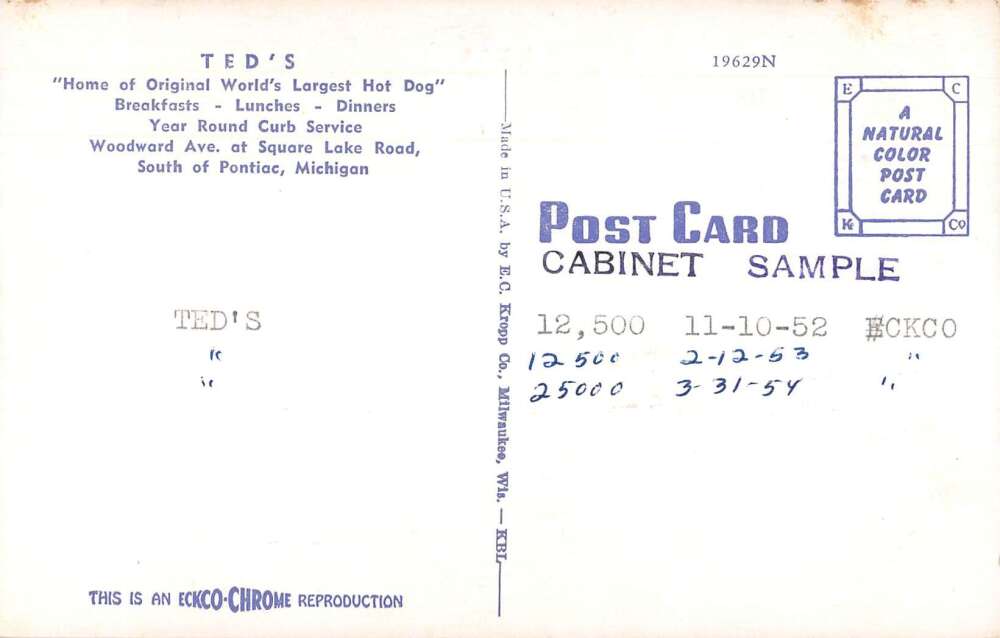 TED'S
"Home of Original World's Largest Hot Dog"
Breakfasts - Lunches - Dinners
Year Round Curb Service
Woodward Ave. at Square Lake Road,
South of Pontiac, Michigan
TED'S
"
"
THIS IS AN ECKCO-CHROME REPRODUCTION
Made in U.S.A. by E.C. Kropp Co., Milwaukee, Wis. — KBL
19629N
E C
A
NATURAL
COLOR
POST
CARD
K Co
POST CARD
CABINET SAMPLE
12,500 11-10-52 ECKCO
12500 2-12-53 "
25000 3-31-54 "